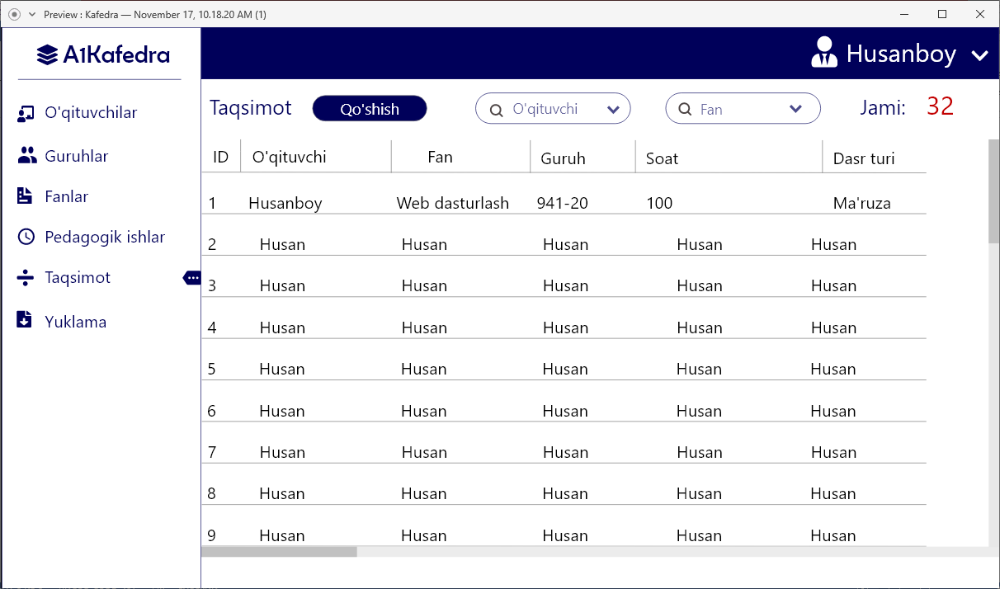 Preview : Kafedra — November 17, 10.18.20 AM (1)
A1Kafedra
Husanboy
O'qituvchilar
Guruhlar
Fanlar
Pedagogik ishlar
Taqsimot
Yuklama
Taqsimot Qo'shish O'qituvchi Fan Jami: 32
ID O'qituvchi Fan Guruh Soat Dasr turi
1 Husanboy Web dasturlash 941-20 100 Ma'ruza
2 Husan Husan Husan Husan Husan
3 Husan Husan Husan Husan Husan
4 Husan Husan Husan Husan Husan
5 Husan Husan Husan Husan Husan
6 Husan Husan Husan Husan Husan
7 Husan Husan Husan Husan Husan
8 Husan Husan Husan Husan Husan
9 Husan Husan Husan Husan Husan